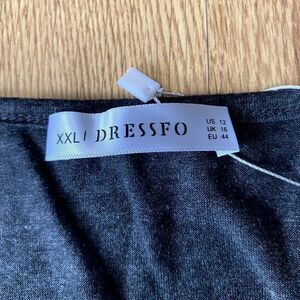 XXL | DRESSFO
US 12
UK 16
EU 44